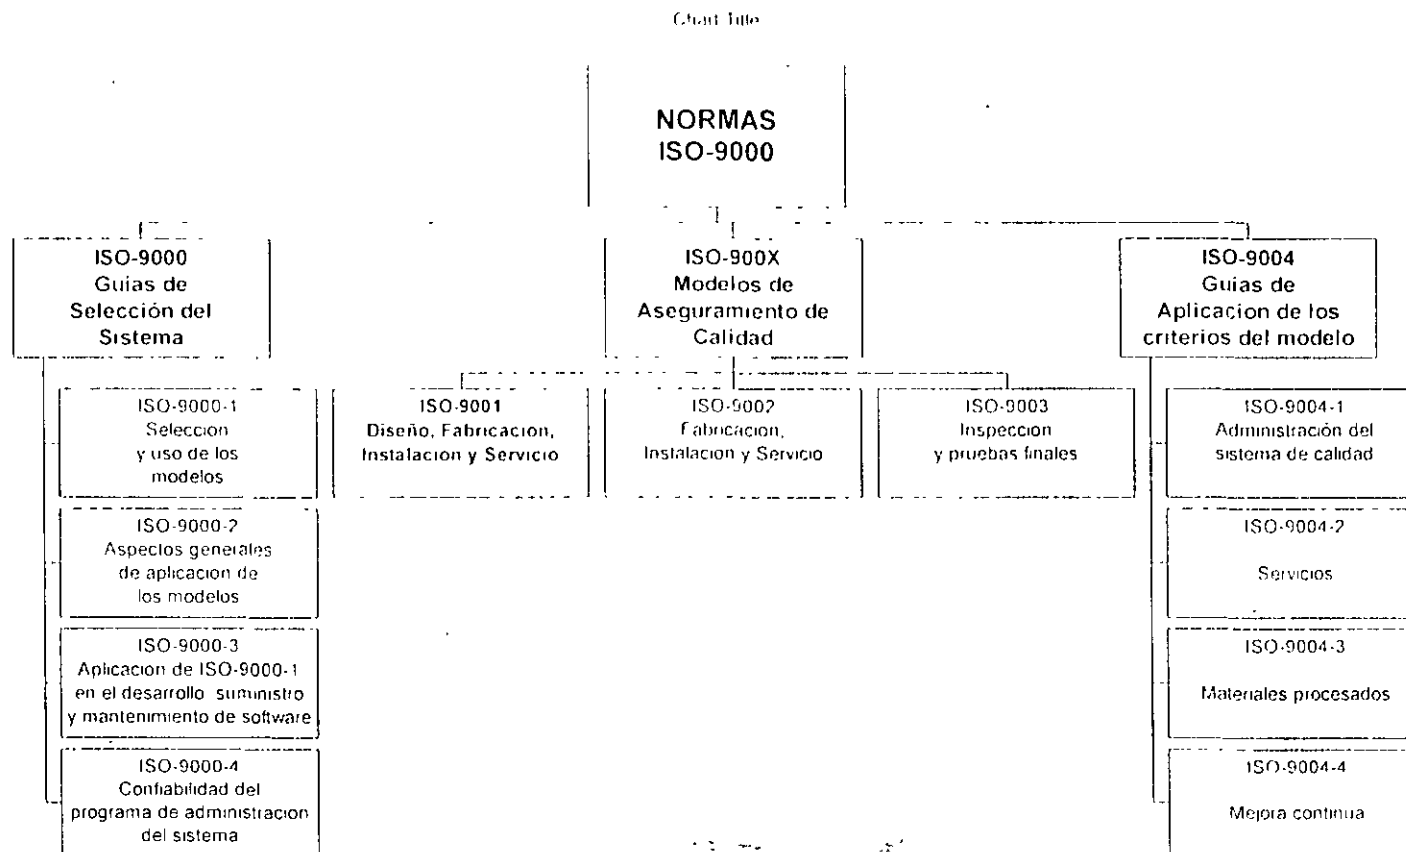 Chart Title
NORMAS
ISO-9000
ISO-9000
Guias de
Selección del
Sistema
ISO-900X
Modelos de
Aseguramiento de
Calidad
ISO-9004
Guias de
Aplicacion de los
criterios del modelo
ISO-9000-1
Seleccion
y uso de los
modelos
ISO-9001
Diseño, Fabricacion,
Instalacion y Servicio
ISO-9002
Fabricacion,
Instalacion y Servicio
ISO-9003
Inspeccion
y pruebas finales
ISO-9004-1
Administración del
sistema de calidad
ISO-9000-2
Aspectos generales
de aplicacion de
los modelos
ISO-9004-2
Servicios
ISO-9000-3
Aplicacion de ISO-9000-1
en el desarrollo suministro
y mantenimiento de software
ISO-9004-3
Materiales procesados
ISO-9000-4
Confiabilidad del
programa de administracion
del sistema
ISO-9004-4
Mejora continua